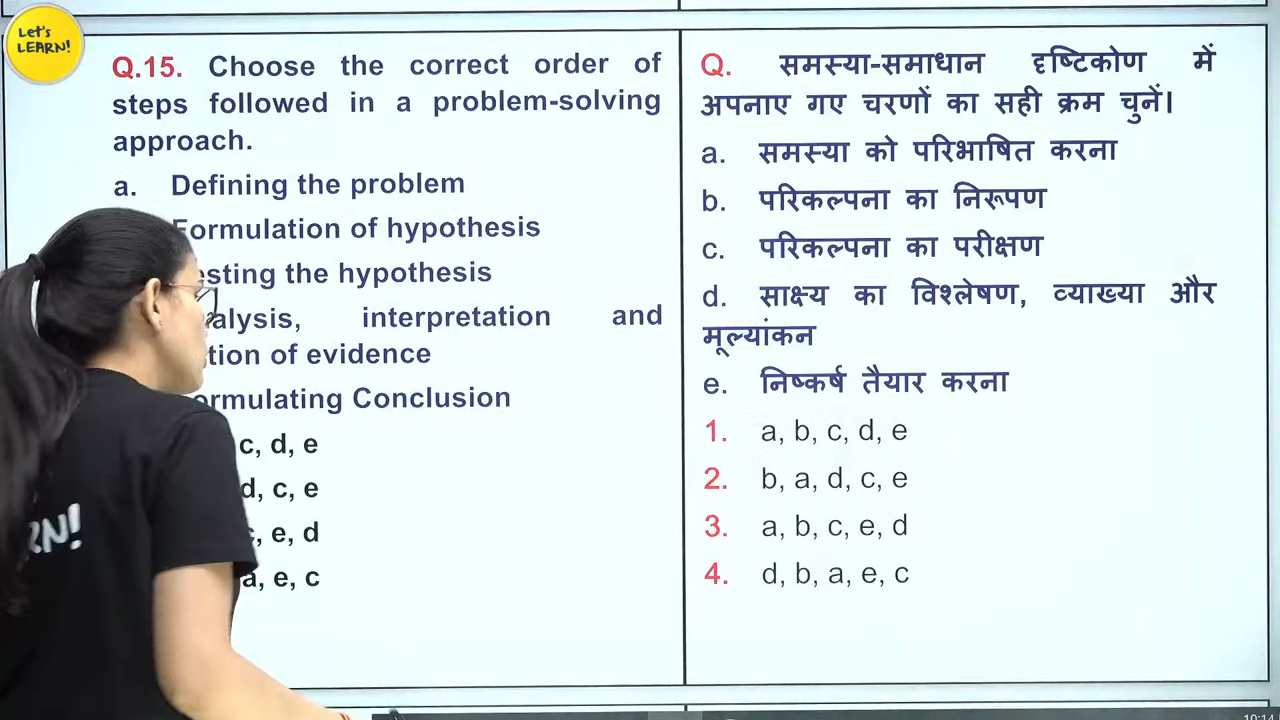 Let's
LEARN!
Q.15. Choose the correct order of
steps followed in a problem-solving
approach.
a. Defining the problem
Formulation of hypothesis
esting the hypothesis
alysis, interpretation and
tion of evidence
ormulating Conclusion
c, d, e
d, c, e
e, d
a, e, c
Q. समस्या-समाधान दृष्टिकोण में
अपनाए गए चरणों का सही क्रम चुनें।
a. समस्या को परिभाषित करना
b. परिकल्पना का निरूपण
c. परिकल्पना का परीक्षण
d. साक्ष्य का विश्लेषण, व्याख्या और
मूल्यांकन
e. निष्कर्ष तैयार करना
1. a, b, c, d, e
2. b, a, d, c, e
3. a, b, c, e, d
4. d, b, a, e, c
RN!